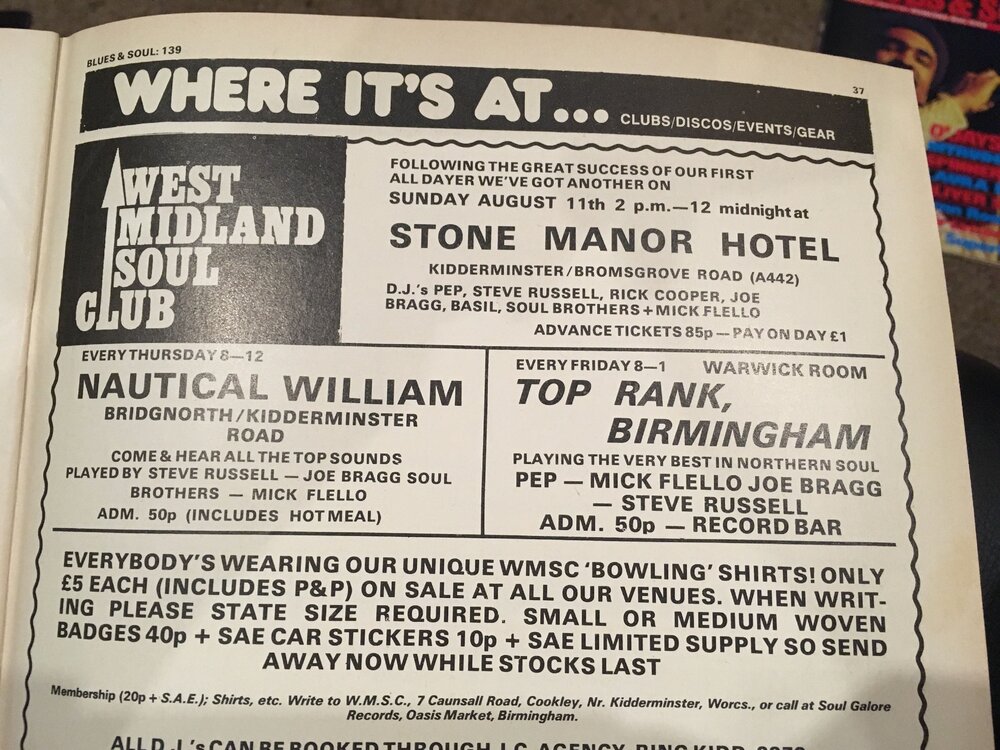 BLUES & SOUL: 139
37
WHERE IT'S AT... CLUBS/DISCOS/EVENTS/GEAR
WEST
MIDLAND
SOUL
CLUB
FOLLOWING THE GREAT SUCCESS OF OUR FIRST
ALL DAYER WE'VE GOT ANOTHER ON
SUNDAY AUGUST 11th 2 p.m.—12 midnight at
STONE MANOR HOTEL
KIDDERMINSTER/BROMSGROVE ROAD (A442)
D.J.'s PEP, STEVE RUSSELL, RICK COOPER, JOE
BRAGG, BASIL, SOUL BROTHERS + MICK FLELLO
ADVANCE TICKETS 85p — PAY ON DAY £1
EVERY THURSDAY 8—12
NAUTICAL WILLIAM
BRIDGNORTH/KIDDERMINSTER
ROAD
COME & HEAR ALL THE TOP SOUNDS
PLAYED BY STEVE RUSSELL — JOE BRAGG SOUL
BROTHERS — MICK FLELLO
ADM. 50p (INCLUDES HOT MEAL)
EVERY FRIDAY 8—1 WARWICK ROOM
TOP RANK,
BIRMINGHAM
PLAYING THE VERY BEST IN NORTHERN SOUL
PEP — MICK FLELLO JOE BRAGG
— STEVE RUSSELL
ADM. 50p — RECORD BAR
EVERYBODY'S WEARING OUR UNIQUE WMSC 'BOWLING' SHIRTS! ONLY
£5 EACH (INCLUDES P&P) ON SALE AT ALL OUR VENUES. WHEN WRIT-
ING PLEASE STATE SIZE REQUIRED. SMALL OR MEDIUM WOVEN
BADGES 40p + SAE CAR STICKERS 10p + SAE LIMITED SUPPLY SO SEND
AWAY NOW WHILE STOCKS LAST
Membership (20p + S.A.E.); Shirts, etc. Write to W.M.S.C., 7 Caunsall Road, Cookley, Nr. Kidderminster, Worcs., or call at Soul Galore
Records, Oasis Market, Birmingham.
ALL D.J.'s CAN BE BOOKED THROUGH J.C. AGENCY, RING KIDD.